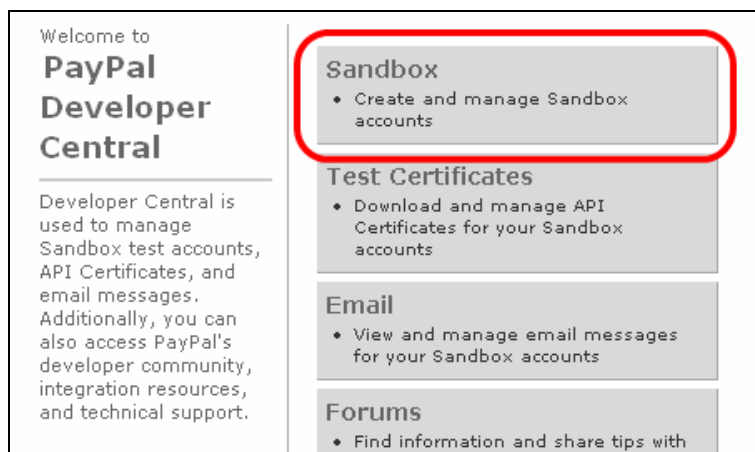 Welcome to
PayPal
Developer
Central
Developer Central is
used to manage
Sandbox test accounts,
API Certificates, and
email messages.
Additionally, you can
also access PayPal's
developer community,
integration resources,
and technical support.
Sandbox
• Create and manage Sandbox
accounts
Test Certificates
• Download and manage API
Certificates for your Sandbox
accounts
Email
• View and manage email messages
for your Sandbox accounts
Forums
• Find information and share tips with